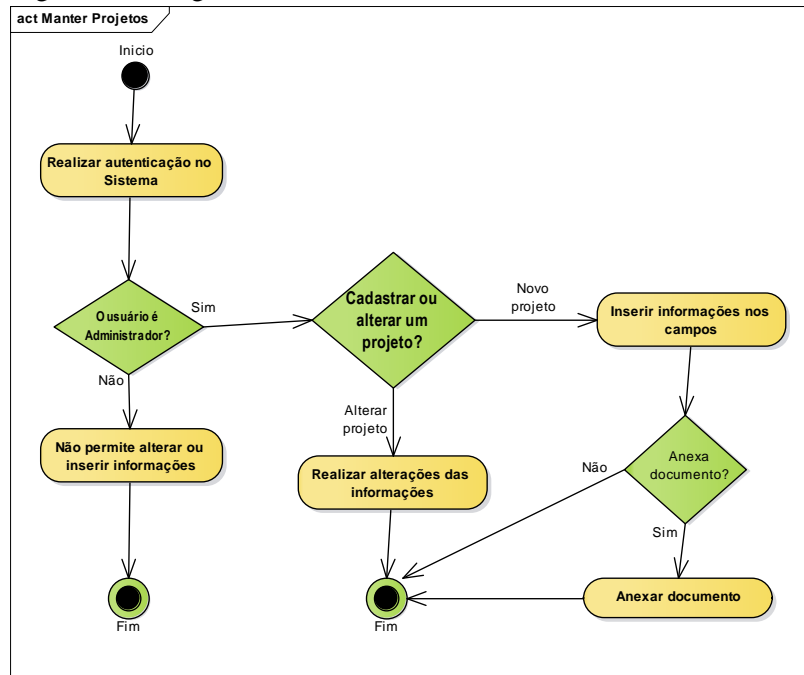 act Manter Projetos
Inicio
Realizar autenticação no
Sistema
O usuário é
Administrador?
Sim
Não
Cadastrar ou
alterar um
projeto?
Novo
projeto
Inserir informações nos
campos
Alterar
projeto
Não permite alterar ou
inserir informações
Realizar alterações das
informações
Anexa
documento?
Não
Sim
Anexar documento
Fim
Fim